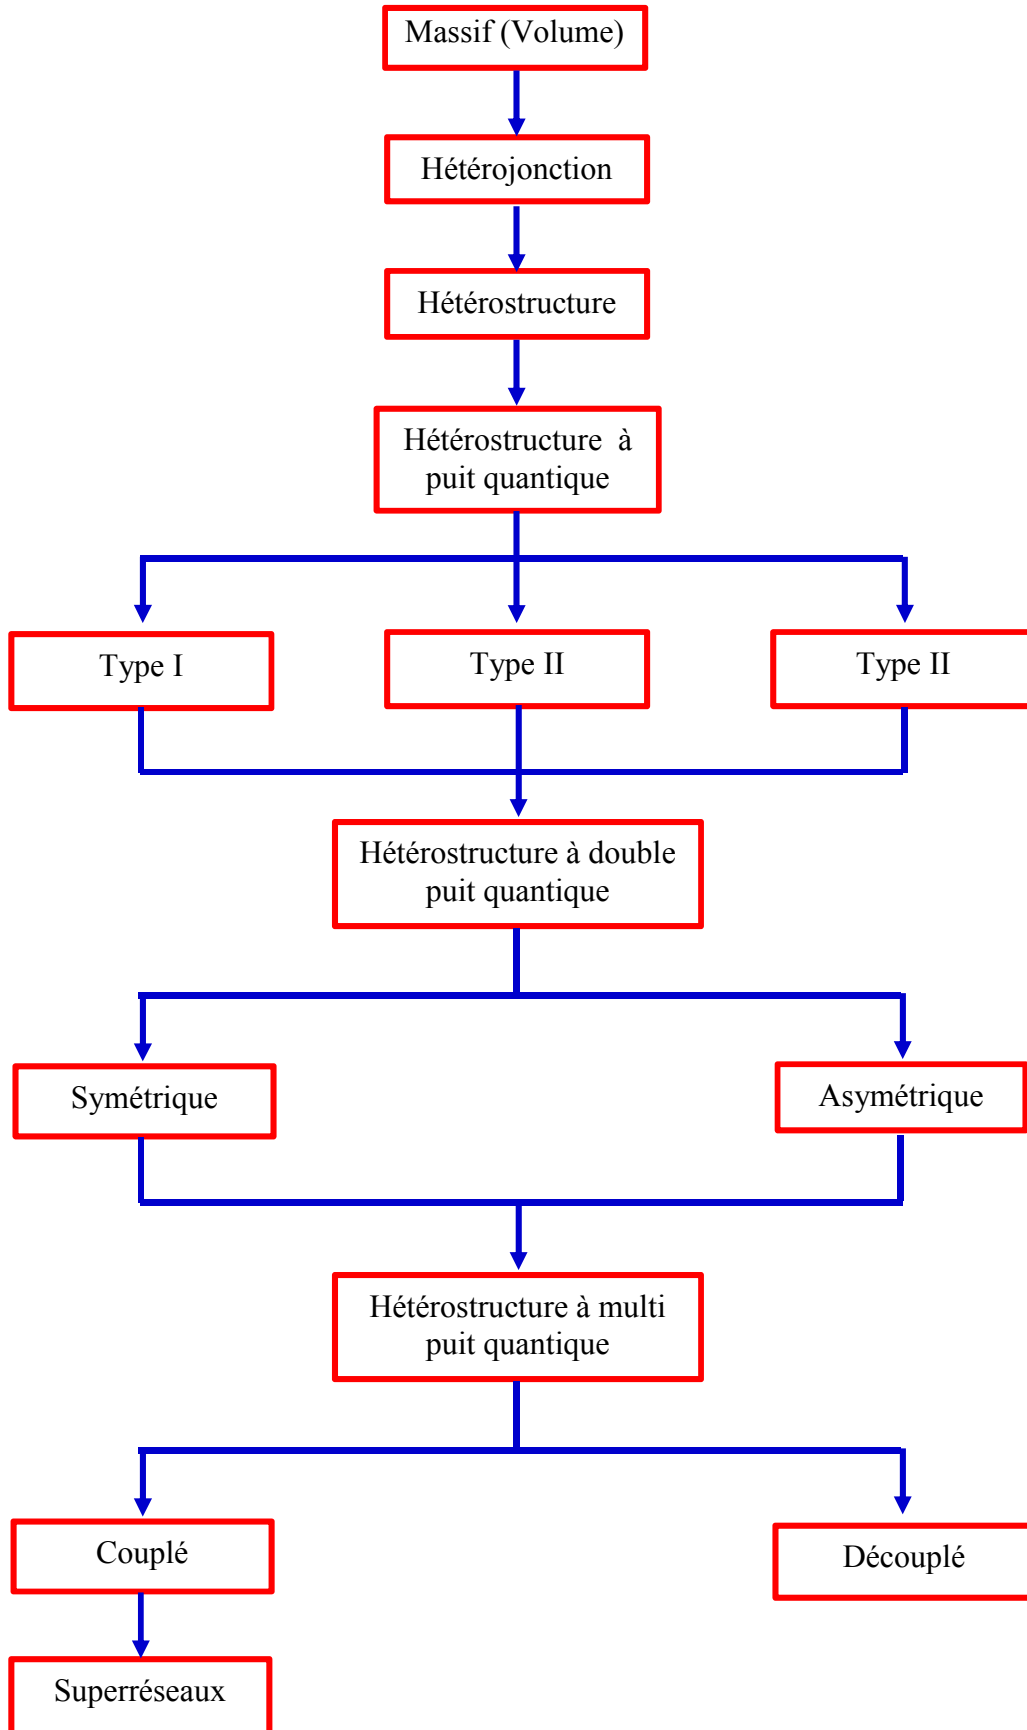 Massif (Volume)
Hétérojonction
Hétérostructure
Hétérostructure à
puit quantique
Type I
Type II
Type II
Hétérostructure à double
puit quantique
Symétrique
Asymétrique
Hétérostructure à multi
puit quantique
Couplé
Découplé
Superréseaux